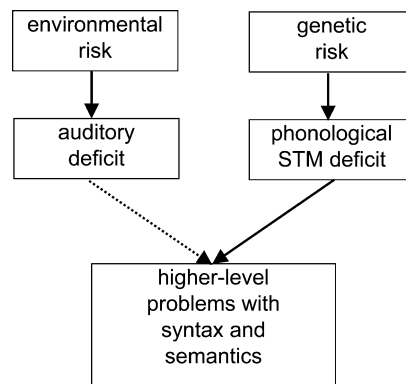 environmental
risk
genetic
risk
auditory
deficit
phonological
STM deficit
higher-level
problems with
syntax and
semantics